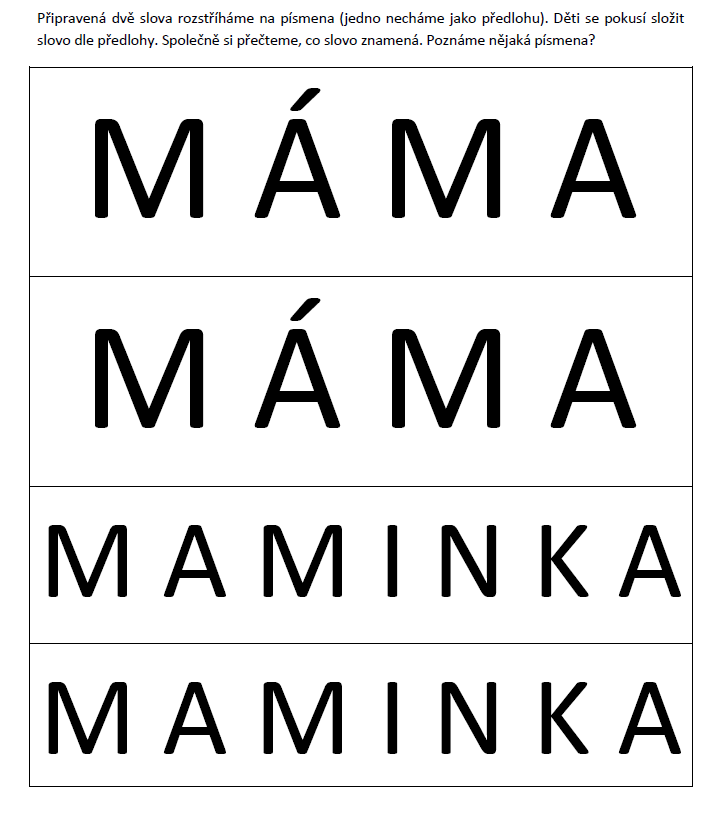 Připravená dvě slova rozstříháme na písmena (jedno necháme jako předlohu). Děti se pokusí složit
slovo dle předlohy. Společně si přečteme, co slovo znamená. Poznáme nějaká písmena?
M Á M A
M Á M A
M A M I N K A
M A M I N K A